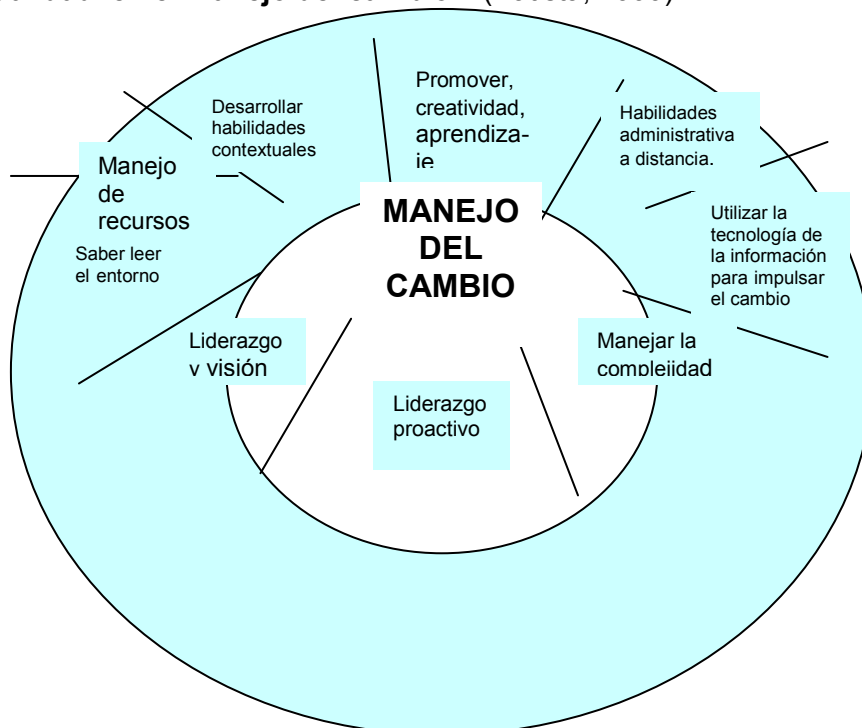 Promover,
creatividad,
aprendiza-
je
Desarrollar
habilidades
contextuales
Habilidades
administrativa
a distancia.
Manejo
de
recursos
Saber leer
el entorno
MANEJO
DEL
CAMBIO
Utilizar la
tecnología de
la información
para impulsar
el cambio
Liderazgo
y visión
Manejar la
complejidad
Liderazgo
proactivo